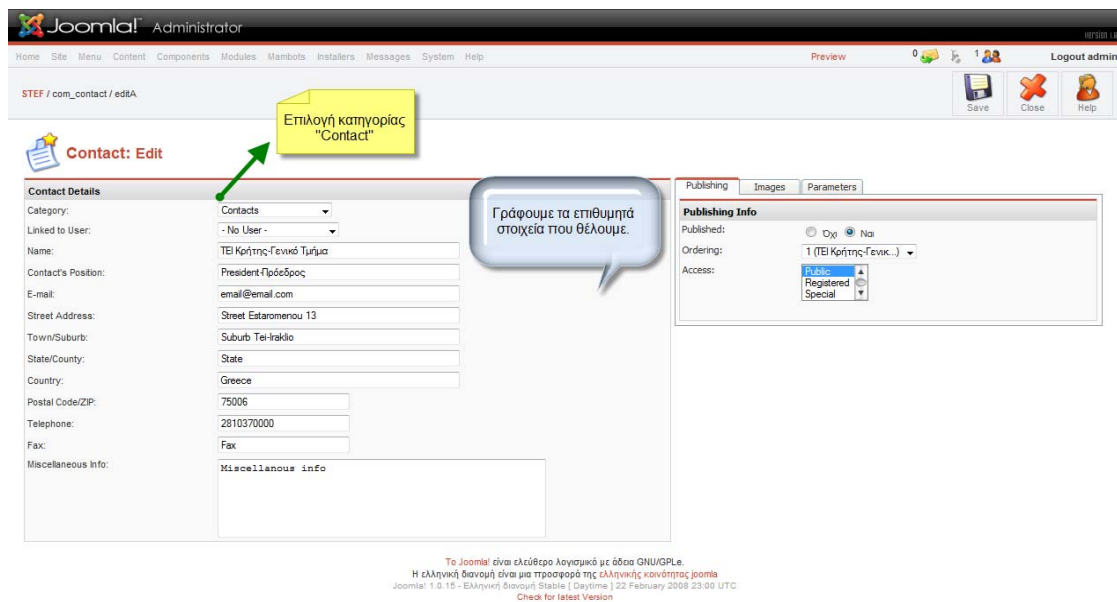 Joomla! Administrator
version 1.0
Home Site Menu Content Components Modules Mambots Installers Messages System Help Preview 0 1 Logout admin
STEF / com_contact / editA
Save Close Help
Επιλογή κατηγορίας
"Contact"
Contact: Edit
Contact Details
Category: Contacts
Linked to User: - No User -
Name: ΤΕΙ Κρήτης-Γενικό Τμήμα
Contact's Position: President-Πρόεδρος
E-mail: email@email.com
Street Address: Street Estaromenou 13
Town/Suburb: Suburb Tei-Iraklio
State/County: State
Country: Greece
Postal Code/ZIP: 75006
Telephone: 2810370000
Fax: Fax
Miscellaneous Info: Miscellanous info
Γράφουμε τα επιθυμητά
στοιχεία που θέλουμε.
Publishing Images Parameters
Publishing Info
Published: Όχι Ναι
Ordering: 1 (ΤΕΙ Κρήτης-Γενικ...)
Access: Public
Registered
Special
Το Joomla! είναι ελεύθερο λογισμικό με άδεια GNU/GPLe.
Η ελληνική διανομή είναι μια προσφορά της ελληνικής κοινότητας joomla
Joomla! 1.0.15 - Ελληνική διανομή Stable [ Daytime ] 22 February 2008 23:00 UTC
Check for latest Version